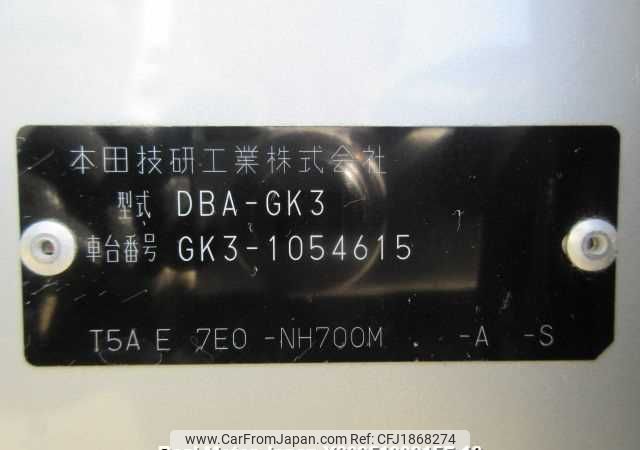 本田技研工業株式会社
型式 DBA-GK3
車台番号 GK3-1054615
T5A E 7E0 -NH700M -A -S
www.CarFromJapan.com Ref: CFJ1868274